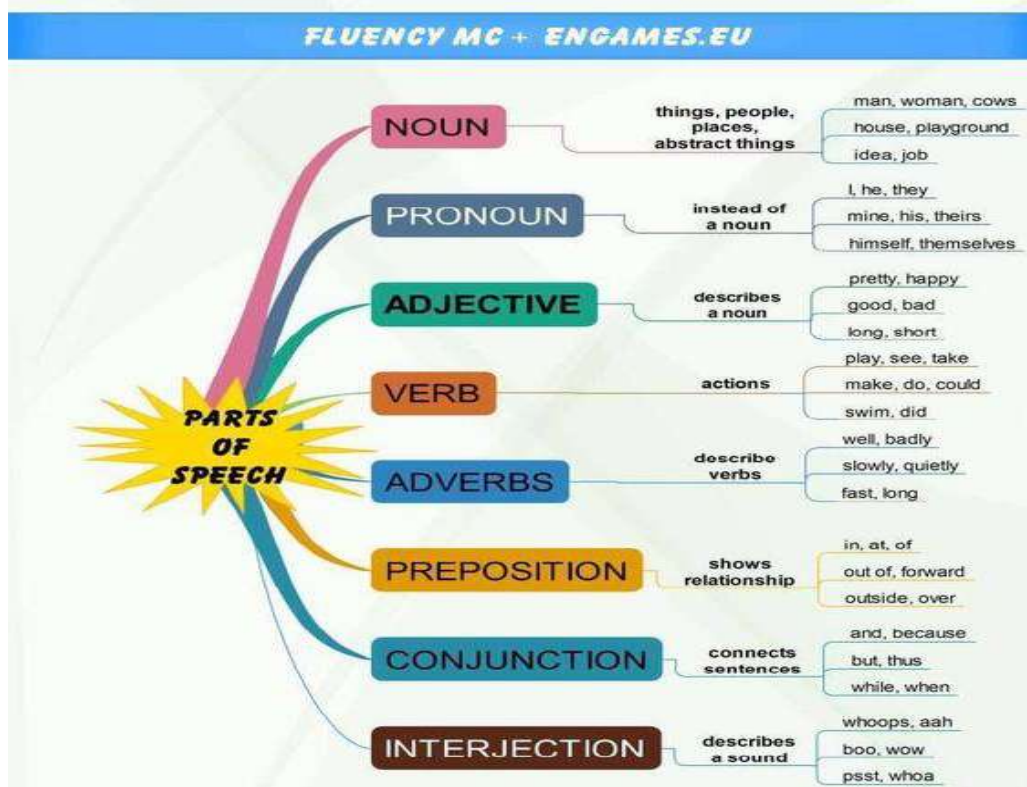 FLUENCY MC + ENGAMES.EU
PARTS
OF
SPEECH
NOUN
things, people,
places,
abstract things
man, woman, cows
house, playground
idea, job
PRONOUN
instead of
a noun
I, he, they
mine, his, theirs
himself, themselves
ADJECTIVE
describes
a noun
pretty, happy
good, bad
long, short
VERB
actions
play, see, take
make, do, could
swim, did
ADVERBS
describe
verbs
well, badly
slowly, quietly
fast, long
PREPOSITION
shows
relationship
in, at, of
out of, forward
outside, over
CONJUNCTION
connects
sentences
and, because
but, thus
while, when
INTERJECTION
describes
a sound
whoops, aah
boo, wow
psst, whoa